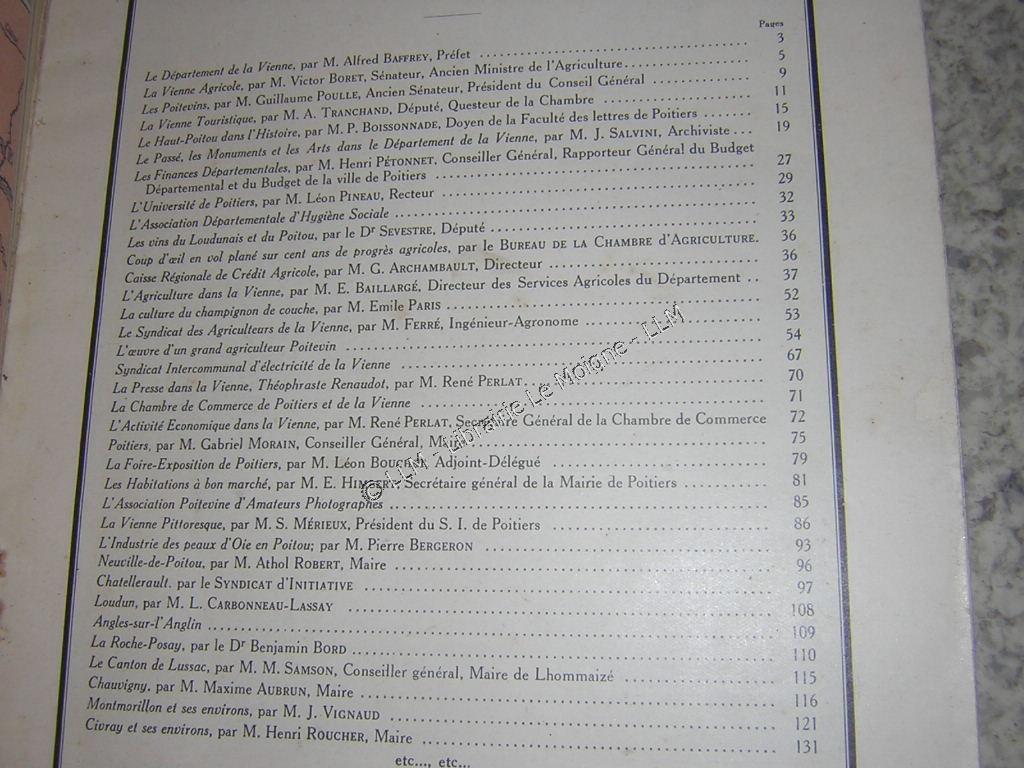 Pages
Le Département de la Vienne, par M. Alfred BAFFREY, Préfet 3
La Vienne Agricole, par M. Victor BORET, Sénateur, Ancien Ministre de l'Agriculture 5
Les Poitevins, par M. Guillaume POULLE, Ancien Sénateur, Président du Conseil Général 9
La Vienne Touristique, par M. A. TRANCHAND, Député, Questeur de la Chambre 11
Le Haut-Poitou dans l'Histoire, par M. P. BOISSONNADE, Doyen de la Faculté des lettres de Poitiers 15
Le Passé, les Monuments et les Arts dans le Département de la Vienne, par M. J. SALVINI, Archiviste 19
Les Finances Départementales, par M. Henri PÉTONNET, Conseiller Général, Rapporteur Général du Budget
Départemental et du Budget de la ville de Poitiers 27
L'Université de Poitiers, par M. Léon PINEAU, Recteur 29
L'Association Départementale d'Hygiène Sociale 32
Les vins du Loudunais et du Poitou, par le Dr SEVESTRE, Député 33
Coup d'œil en vol plané sur cent ans de progrès agricoles, par le BUREAU DE LA CHAMBRE D'AGRICULTURE. 36
Caisse Régionale de Crédit Agricole, par M. G. ARCHAMBAULT, Directeur 36
L'Agriculture dans la Vienne, par M. E. BAILLARGÉ, Directeur des Services Agricoles du Département 37
La culture du champignon de couche, par M. Emile PARIS 52
Le Syndicat des Agriculteurs de la Vienne, par M. FERRÉ, Ingénieur-Agronome 53
L'œuvre d'un grand agriculteur Poitevin 54
Syndicat Intercommunal d'électricité de la Vienne 67
La Presse dans la Vienne, Théophraste Renaudot, par M. René PERLAT 70
La Chambre de Commerce de Poitiers et de la Vienne 71
L'Activité Economique dans la Vienne, par M. René PERLAT, Secrétaire Général de la Chambre de Commerce 72
Poitiers, par M. Gabriel MORAIN, Conseiller Général, Maire 75
La Foire-Exposition de Poitiers, par M. Léon BOUCHET Adjoint-Délégué 79
Les Habitations à bon marché, par M. E. Secrétaire général de la Mairie de Poitiers 81
L'Association Poitevine d'Amateurs Photographes 85
La Vienne Pittoresque, par M. S. MÉRIEUX, Président du S. I. de Poitiers 86
L'Industrie des peaux d'Oie en Poitou; par M. Pierre BERGERON 93
Neuville-de-Poitou, par M. Athol ROBERT, Maire 96
Chatellerault, par le SYNDICAT d'INITIATIVE 97
Loudun, par M. L. CARBONNEAU-LASSAY 108
Angles-sur-l'Anglin 109
La Roche-Posay, par le Dr Benjamin BORD 110
Le Canton de Lussac, par M. M. SAMSON, Conseiller général, Maire de Lhommaizé 115
Chauvigny, par M. Maxime AUBRUN, Maire 116
Montmorillon et ses environs, par M. J. VIGNAUD 121
Civray et ses environs, par M. Henri ROUCHER, Maire 131
etc..., etc...
© LLM - Librairie Le Moigne - LLM